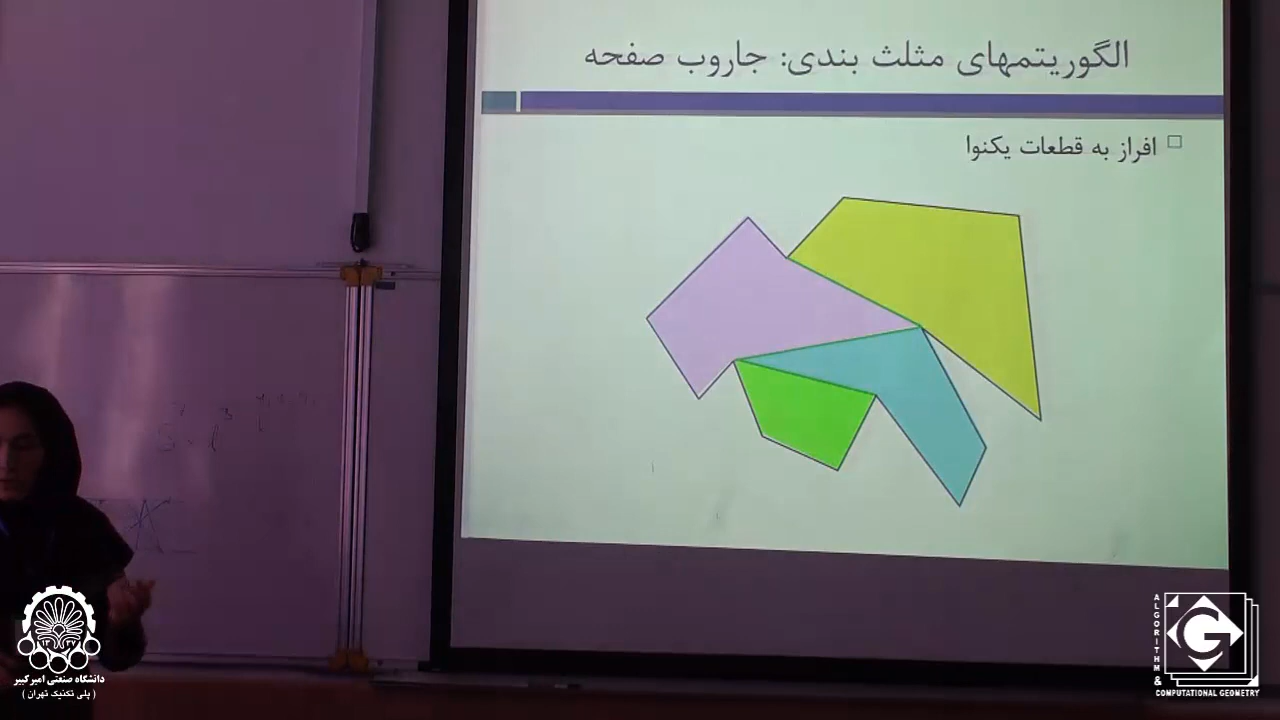 الگوریتمهای مثلث بندی: جاروب صفحه
افراز به قطعات یکنوا
دانشگاه صنعتی امیرکبیر
( پلی تکنیک تهران )
ALGORITHM & COMPUTATIONAL GEOMETRY
G